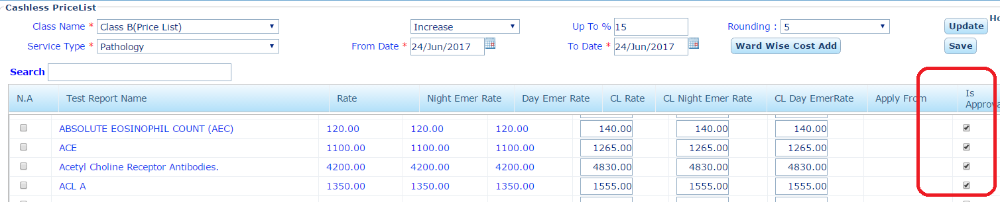 Cashless PriceList
Class Name * Class B(Price List) Increase Up To % 15 Rounding : 5 Update Ho
Service Type * Pathology From Date * 24/Jun/2017 To Date * 24/Jun/2017 Ward Wise Cost Add Save
Search
N.A Test Report Name Rate Night Emer Rate Day Emer Rate CL Rate CL Night Emer Rate CL Day EmerRate Apply From Is Approva
ABSOLUTE EOSINOPHIL COUNT (AEC) 120.00 120.00 120.00 140.00 140.00 140.00
ACE 1100.00 1100.00 1100.00 1265.00 1265.00 1265.00
Acetyl Choline Receptor Antibodies. 4200.00 4200.00 4200.00 4830.00 4830.00 4830.00
ACL A 1350.00 1350.00 1350.00 1555.00 1555.00 1555.00